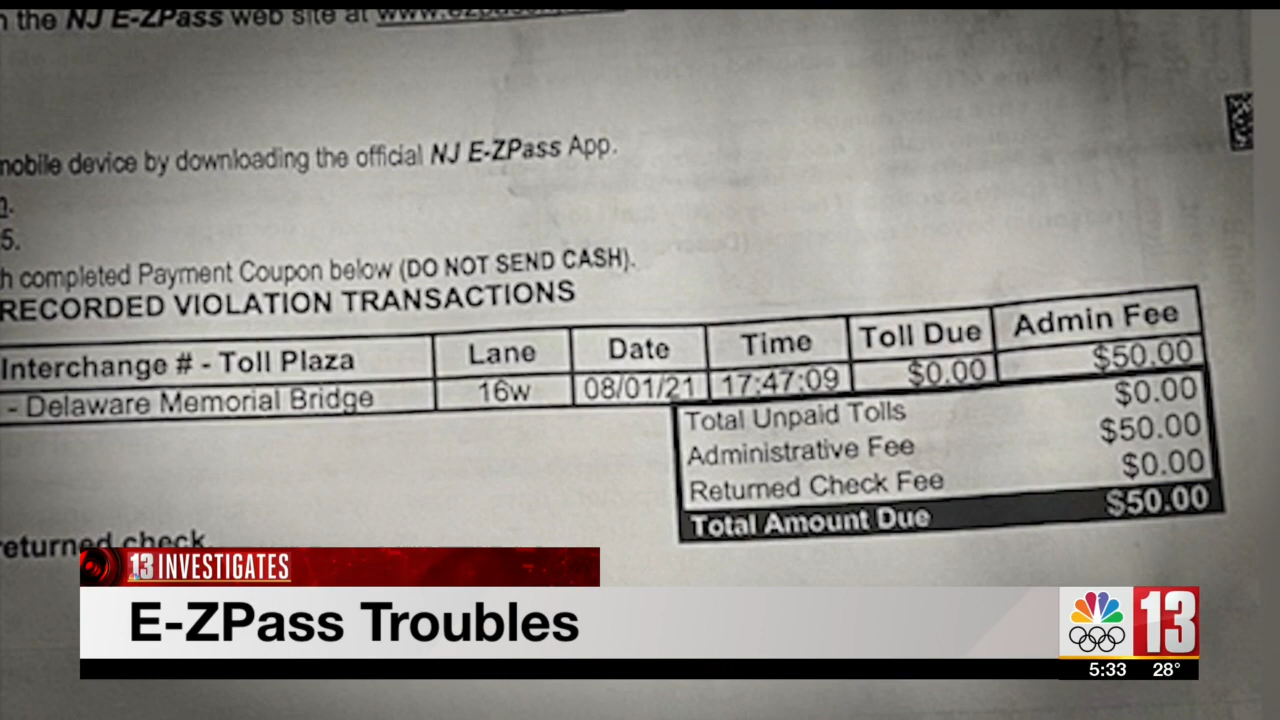 the NJ E-ZPass web site at
mobile device by downloading the official NJ E-ZPass App.
5.
h completed Payment Coupon below (DO NOT SEND CASH).
RECORDED VIOLATION TRANSACTIONS
Interchange # - Toll Plaza Lane Date Time Toll Due Admin Fee
- Delaware Memorial Bridge 16w 08/01/21 17:47:09 $0.00 $50.00
Total Unpaid Tolls $0.00
Administrative Fee $50.00
Returned Check Fee $0.00
Total Amount Due $50.00
returned check.
13 INVESTIGATES
E-ZPass Troubles
13
5:33 28°